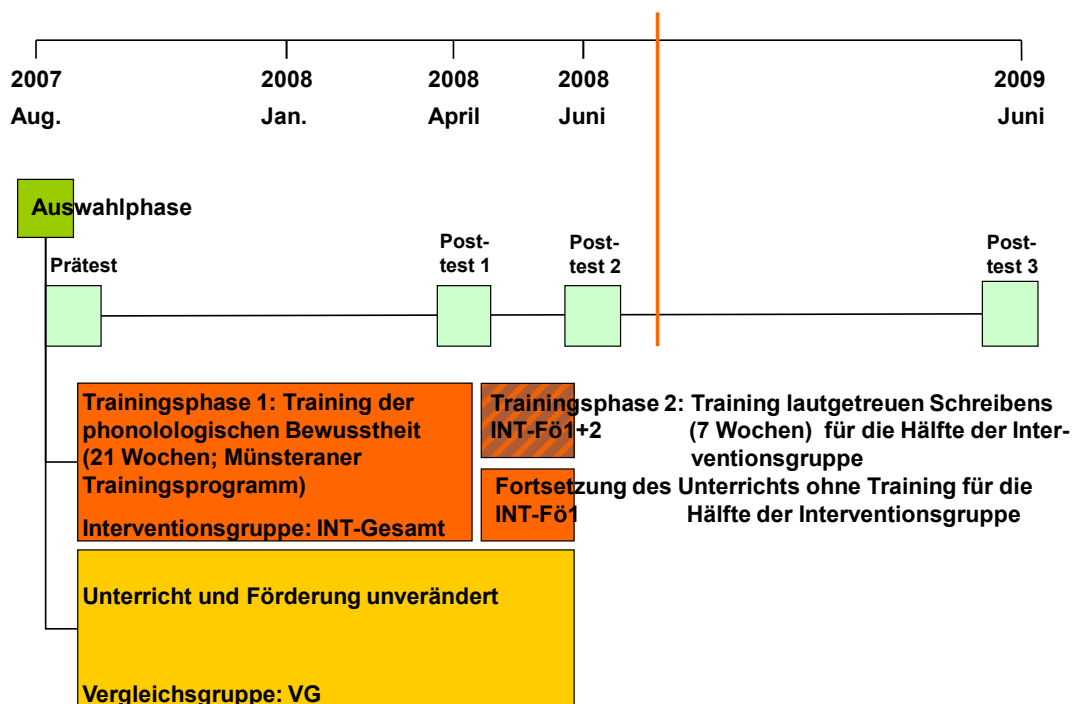 2007
Aug.
2008
Jan.
2008
April
2008
Juni
2009
Juni
Auswahlphase
Prätest
Post-
test 1
Post-
test 2
Post-
test 3
Trainingsphase 1: Training der
phonolologischen Bewusstheit
(21 Wochen; Münsteraner
Trainingsprogramm)
Interventionsgruppe: INT-Gesamt
Trainingsphase 2: Training lautgetreuen Schreibens
INT-Fö1+2 (7 Wochen) für die Hälfte der Inter-
ventionsgruppe
Fortsetzung des Unterrichts ohne Training für die
INT-Fö1 Hälfte der Interventionsgruppe
Unterricht und Förderung unverändert
Vergleichsgruppe: VG